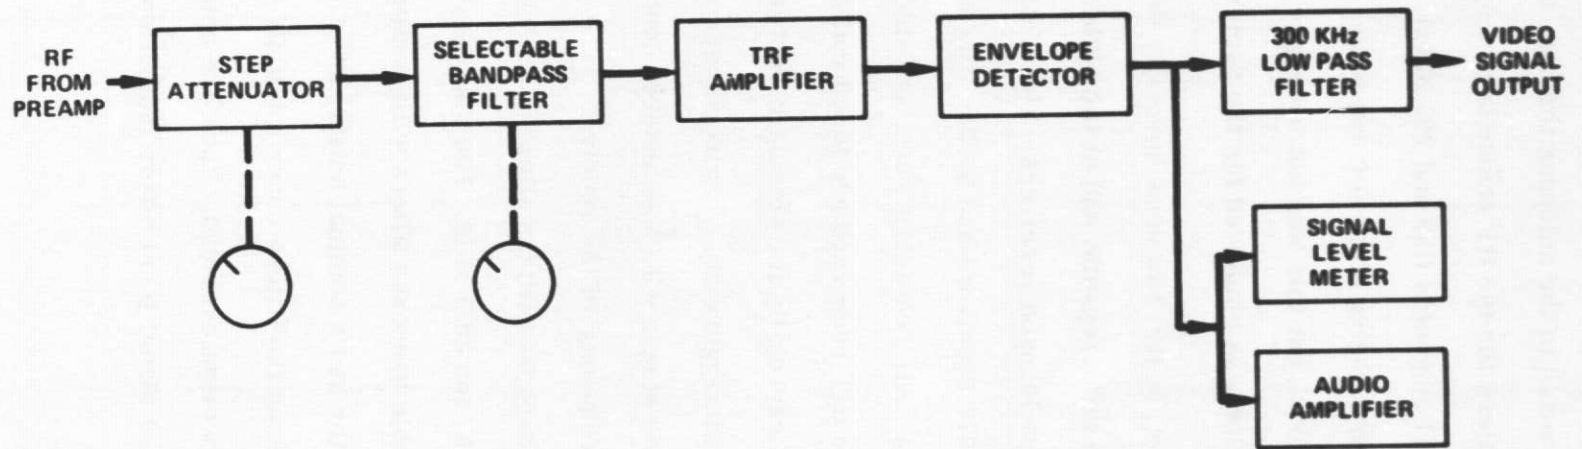 RF
FROM
PREAMP
STEP
ATTENUATOR
SELECTABLE
BANDPASS
FILTER
TRF
AMPLIFIER
ENVELOPE
DETECTOR
300 KHz
LOW PASS
FILTER
VIDEO
SIGNAL
OUTPUT
SIGNAL
LEVEL
METER
AUDIO
AMPLIFIER